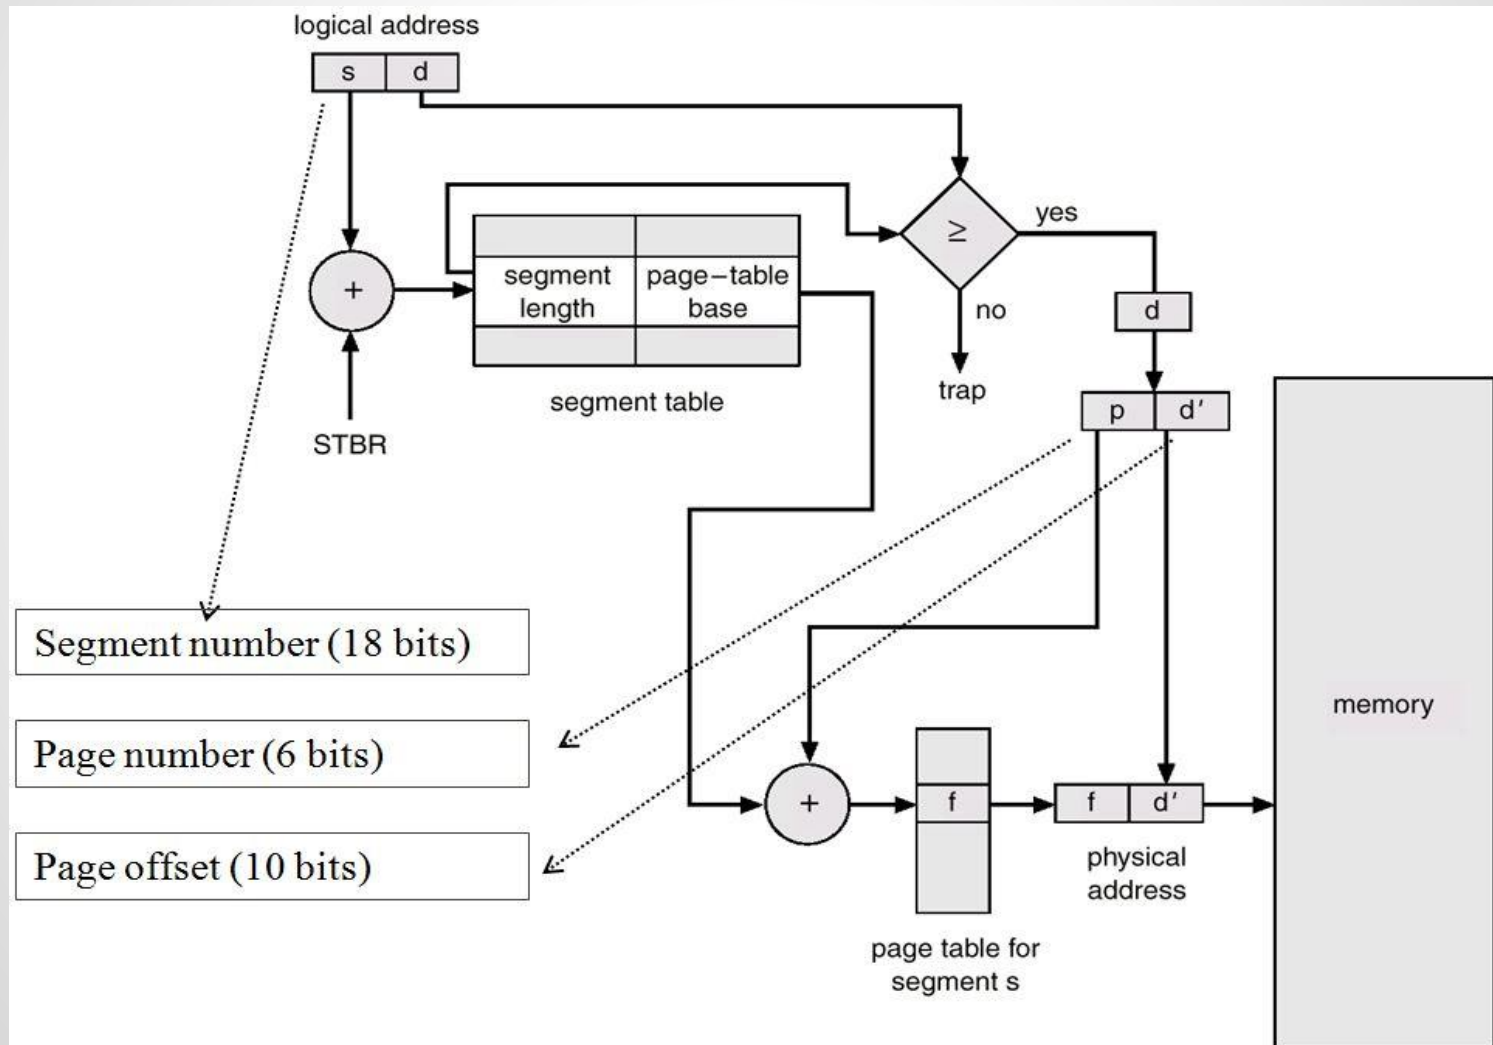 logical address
s d
≥
yes
segment
length
page–table
base
+
no
d
trap
segment table
p d′
STBR
Segment number (18 bits)
memory
Page number (6 bits)
+
f
f d′
physical
address
Page offset (10 bits)
page table for
segment s